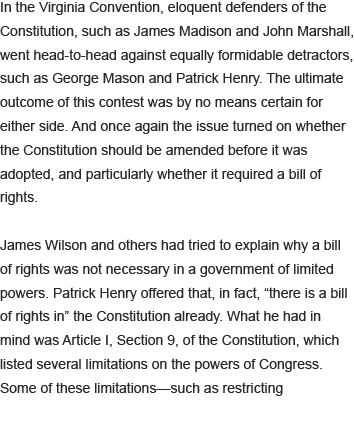 In the Virginia Convention, eloquent defenders of the
Constitution, such as James Madison and John Marshall,
went head-to-head against equally formidable detractors,
such as George Mason and Patrick Henry. The ultimate
outcome of this contest was by no means certain for
either side. And once again the issue turned on whether
the Constitution should be amended before it was
adopted, and particularly whether it required a bill of
rights.
James Wilson and others had tried to explain why a bill
of rights was not necessary in a government of limited
powers. Patrick Henry offered that, in fact, “there is a bill
of rights in” the Constitution already. What he had in
mind was Article I, Section 9, of the Constitution, which
listed several limitations on the powers of Congress.
Some of these limitations—such as restricting